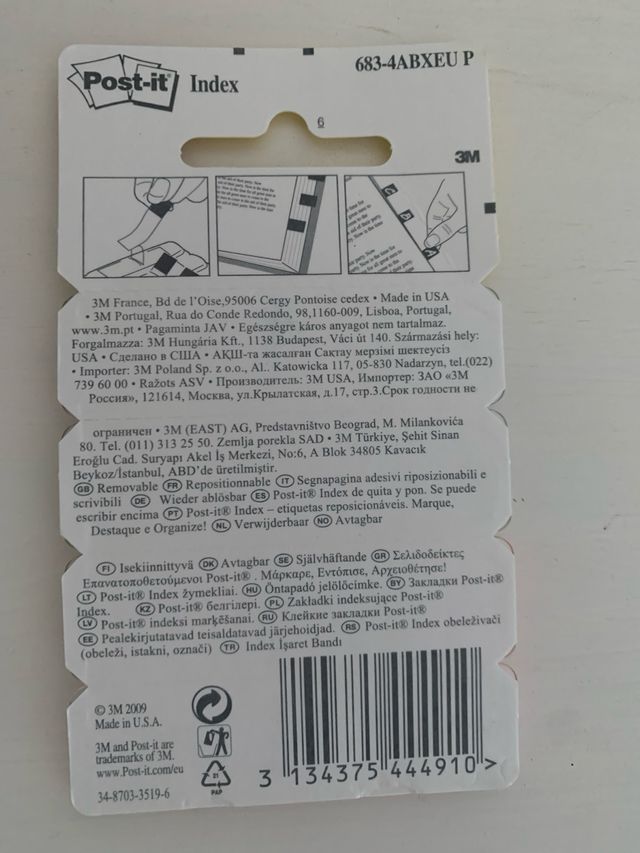 Post-it® Index
683-4ABXEU P
6
3M
3M France, Bd de l'Oise,95006 Cergy Pontoise cedex • Made in USA
• 3M Portugal, Rua do Conde Redondo, 98,1160-009, Lisboa, Portugal,
www.3m.pt • Pagaminta JAV • Egészségre káros anyagot nem tartalmaz.
Forgalmazza: 3M Hungária Kft., 1138 Budapest, Váci út 140. Származási hely:
USA • Сделано в США • АҚШ-та жасалған Сақтау мерзімі шектеусіз
• Importer: 3M Poland Sp. z o.o., Al. Katowicka 117, 05-830 Nadarzyn, tel.(022)
739 60 00 • Ražots ASV • Производитель: 3M USA, Импортер: ЗАО «3М
Россия», 121614, Москва, ул.Крылатская, д.17, стр.3.Срок годности не
ограничен • 3M (EAST) AG, Predstavništvo Beograd, M. Milankovića
80. Tel. (011) 313 25 50. Zemlja porekla SAD • 3M Türkiye, Şehit Sinan
Eroğlu Cad. Suryapı Akel İş Merkezi, No:6, A Blok 34805 Kavacık
Beykoz/İstanbul, ABD'de üretilmiştir.
GB Removable FR Repositionnable IT Segnapagina adesivi riposizionabili e
scrivibili DE Wieder ablösbar ES Post-it® Index de quita y pon. Se puede
escribir encima PT Post-it® Index – etiquetas reposicionáveis. Marque,
Destaque e Organize! NL Verwijderbaar NO Avtagbar
FI Isekiinnittyvä DK Avtagbar SE Självhäftande GR Σελιδοδείκτες
Επανατοποθετούμενοι Post-it® . Μάρκαρε, Εντόπισε, Αρχειοθέτησε!
LT Post-it® Index žymekliai. HU Öntapadó jelölőcímke. BY Закладки Post-it®
Index. KZ Post-it® белгілері. PL Zakładki indeksujące Post-it®
LV Post-it® indeksi marķēšanai. RU Клейкие закладки Post-it®
EE Pealekirjutatavad teisaldatavad järjehoidjad. RS Post-it® Index obeleživači
(obeleži, istakni, označi) TR Index İşaret Bandı
© 3M 2009
Made in U.S.A.
3M and Post-it are
trademarks of 3M.
www.Post-it.com/eu
34-8703-3519-6
21
PAP
3 134375 444910 >